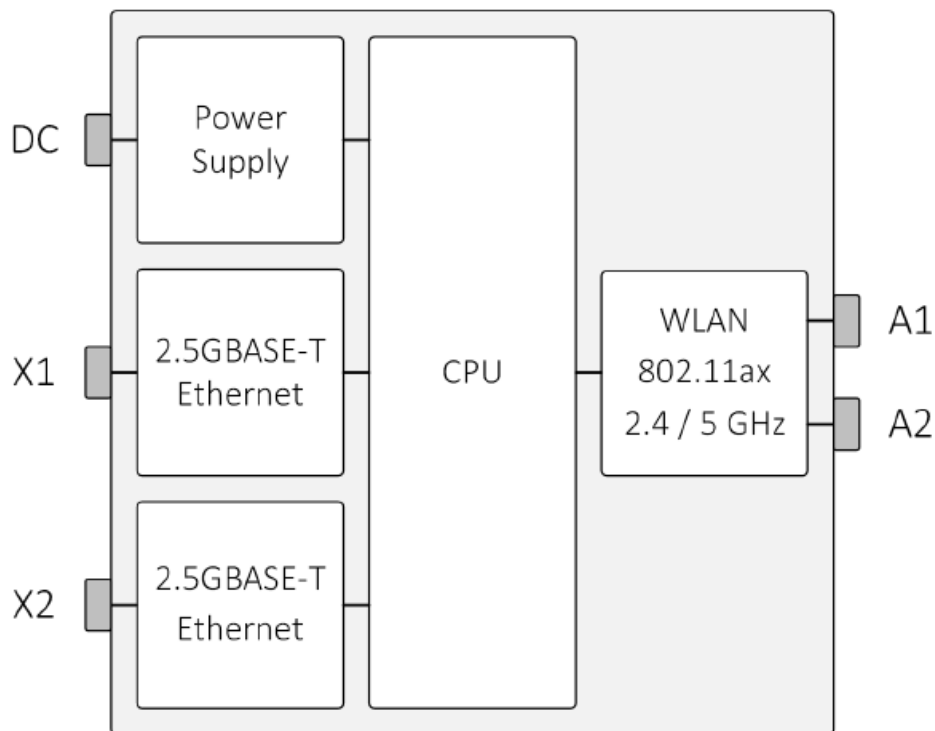 DC
Power
Supply
X1
2.5GBASE-T
Ethernet
X2
2.5GBASE-T
Ethernet
CPU
WLAN
802.11ax
2.4 / 5 GHz
A1
A2